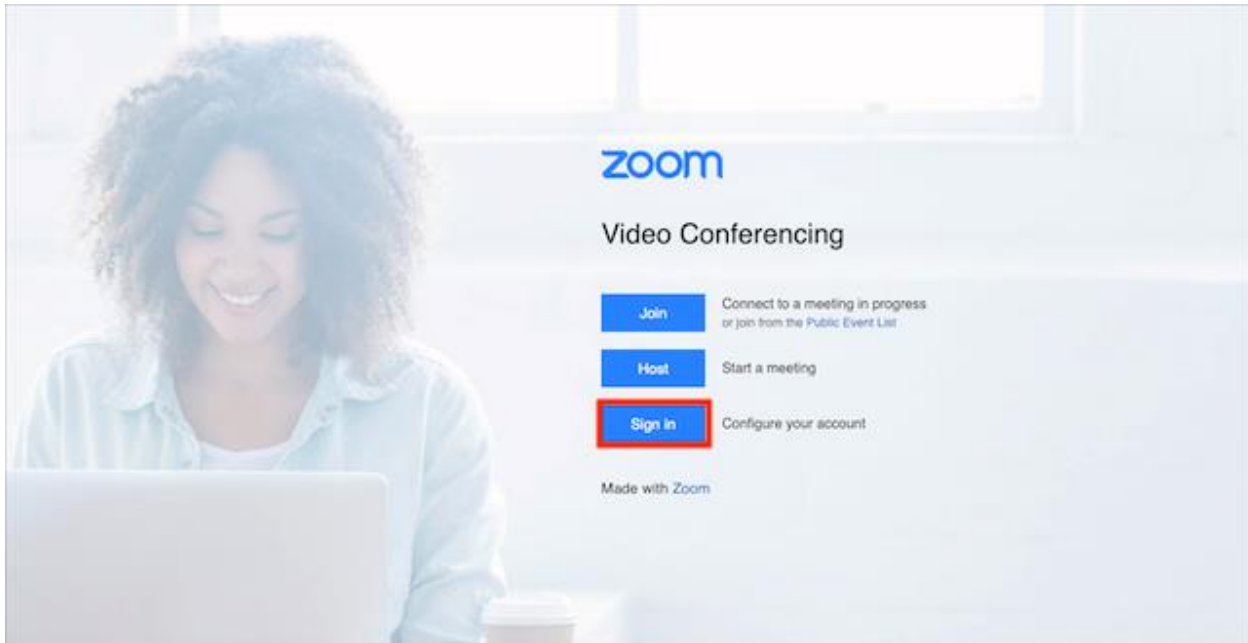 zoom
Video Conferencing
Join
Connect to a meeting in progress
or join from the Public Event List
Host
Start a meeting
Sign in
Configure your account
Made with Zoom